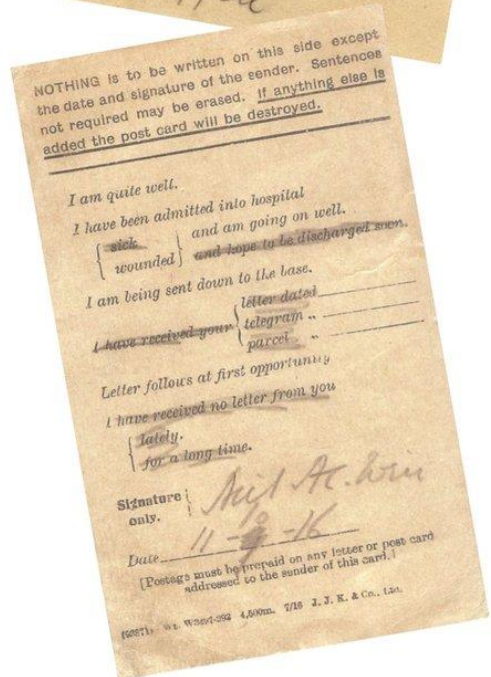 NOTHING is to be written on this side except
the date and signature of the sender. Sentences
not required may be erased. If anything else is
added the post card will be destroyed.
I am quite well.
I have been admitted into hospital
{ sick } and am going on well.
{ wounded } and hope to be discharged soon.
I am being sent down to the base.
I have received your { letter dated
telegram ,,
parcel ,,
Letter follows at first opportunity
I have received no letter from you
{ lately.
for a long time.
Signature
only.
Date 11- -16
[Postage must be prepaid on any letter or post card
addressed to the sender of this card.]
4,500m. 7/16 J. J. K. & Co., Ltd.